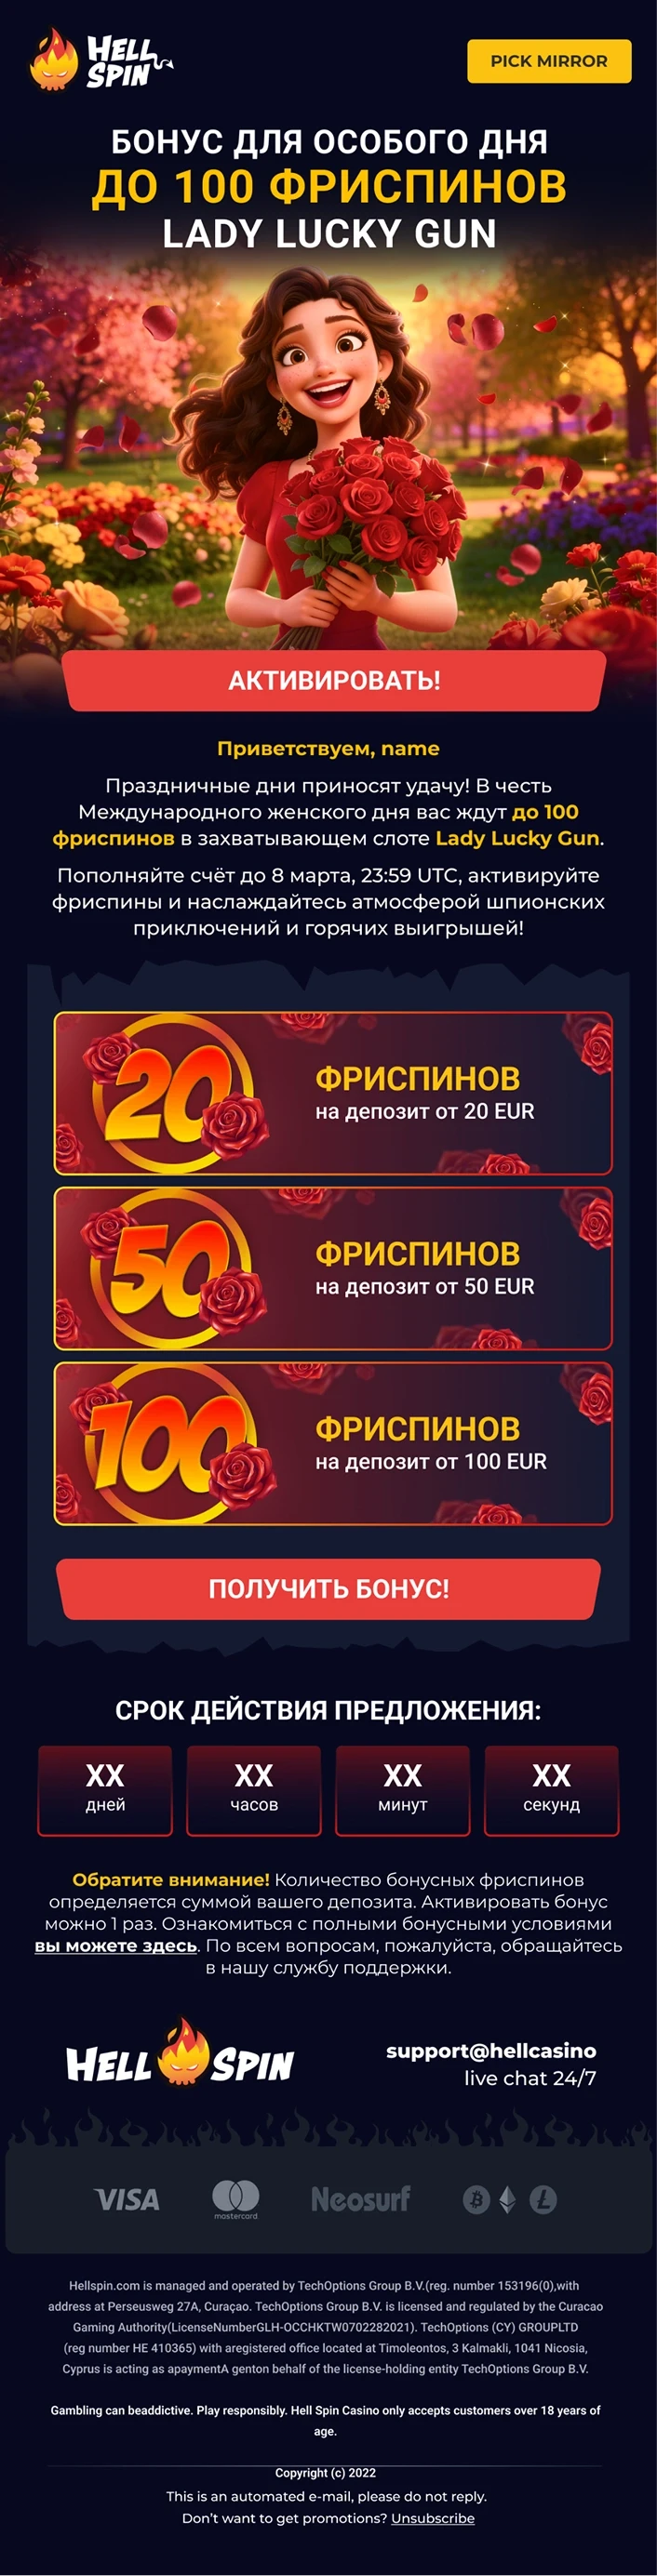 HELL
SPIN
PICK MIRROR
БОНУС ДЛЯ ОСОБОГО ДНЯ
ДО 100 ФРИСПИНОВ
LADY LUCKY GUN
АКТИВИРОВАТЬ!
Приветствуем, name
Праздничные дни приносят удачу! В честь
Международного женского дня вас ждут до 100
фриспинов в захватывающем слоте Lady Lucky Gun.
Пополняйте счёт до 8 марта, 23:59 UTC, активируйте
фриспины и наслаждайтесь атмосферой шпионских
приключений и горячих выигрышей!
20
ФРИСПИНОВ
на депозит от 20 EUR
50
ФРИСПИНОВ
на депозит от 50 EUR
100
ФРИСПИНОВ
на депозит от 100 EUR
ПОЛУЧИТЬ БОНУС!
СРОК ДЕЙСТВИЯ ПРЕДЛОЖЕНИЯ:
XX XX XX XX
дней часов минут секунд
Обратите внимание! Количество бонусных фриспинов
определяется суммой вашего депозита. Активировать бонус
можно 1 раз. Ознакомиться с полными бонусными условиями
вы можете здесь. По всем вопросам, пожалуйста, обращайтесь
в нашу службу поддержки.
HELL SPIN
support@hellcasino
live chat 24/7
VISA mastercard Neosurf
Hellspin.com is managed and operated by TechOptions Group B.V.(reg. number 153196(0),with
address at Perseusweg 27A, Curaçao. TechOptions Group B.V. is licensed and regulated by the Curacao
Gaming Authority(LicenseNumberGLH-OCCHKTW0702282021). TechOptions (CY) GROUPLTD
(reg number HE 410365) with aregistered office located at Timoleontos, 3 Kalmakli, 1041 Nicosia,
Cyprus is acting as apaymentA genton behalf of the license-holding entity TechOptions Group B.V.
Gambling can beaddictive. Play responsibly. Hell Spin Casino only accepts customers over 18 years of
age.
Copyright (c) 2022
This is an automated e-mail, please do not reply.
Don't want to get promotions? Unsubscribe